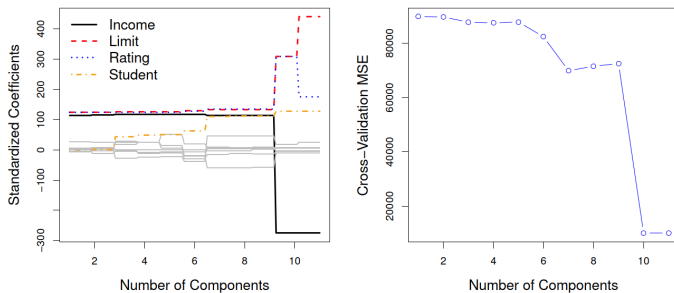 Income
Limit
Rating
Student
Standardized Coefficients
-300
-100
0
100
200
300
400
2
4
6
8
10
Number of Components
Cross-Validation MSE
20000
40000
60000
80000
2
4
6
8
10
Number of Components